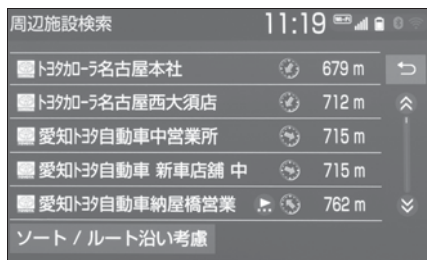 周辺施設検索 11:19
トヨタカローラ名古屋本社 679 m
トヨタカローラ名古屋西大須店 712 m
愛知トヨタ自動車中営業所 715 m
愛知トヨタ自動車 新車店舗 中 715 m
愛知トヨタ自動車納屋橋営業 762 m
ソート / ルート沿い考慮